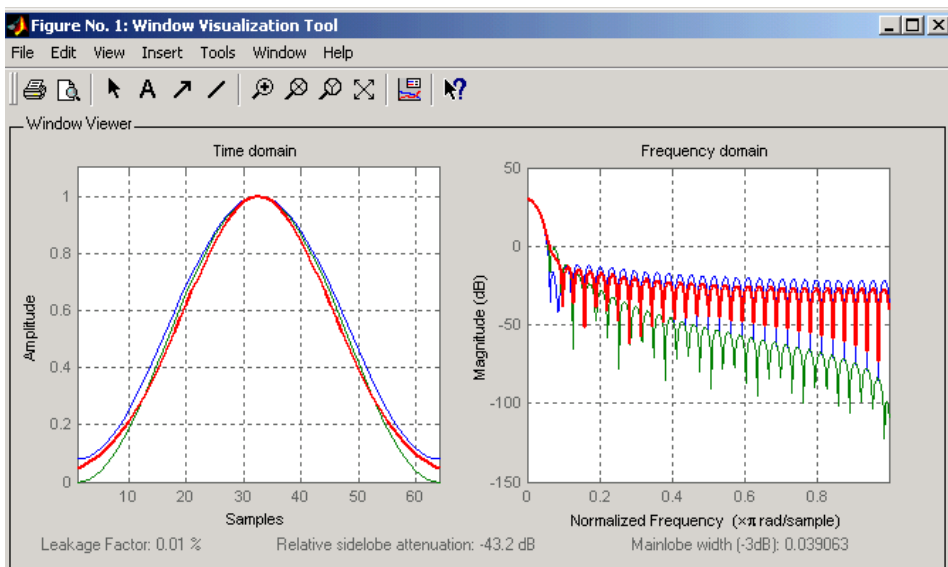 Figure No. 1: Window Visualization Tool
File Edit View Insert Tools Window Help
A
Window Viewer
Time domain
Frequency domain
Amplitude
1
0.8
0.6
0.4
0.2
0
10 20 30 40 50 60
Samples
Magnitude (dB)
50
0
-50
-100
-150
0 0.2 0.4 0.6 0.8
Normalized Frequency (×π rad/sample)
Leakage Factor: 0.01 % Relative sidelobe attenuation: -43.2 dB Mainlobe width (-3dB): 0.039063